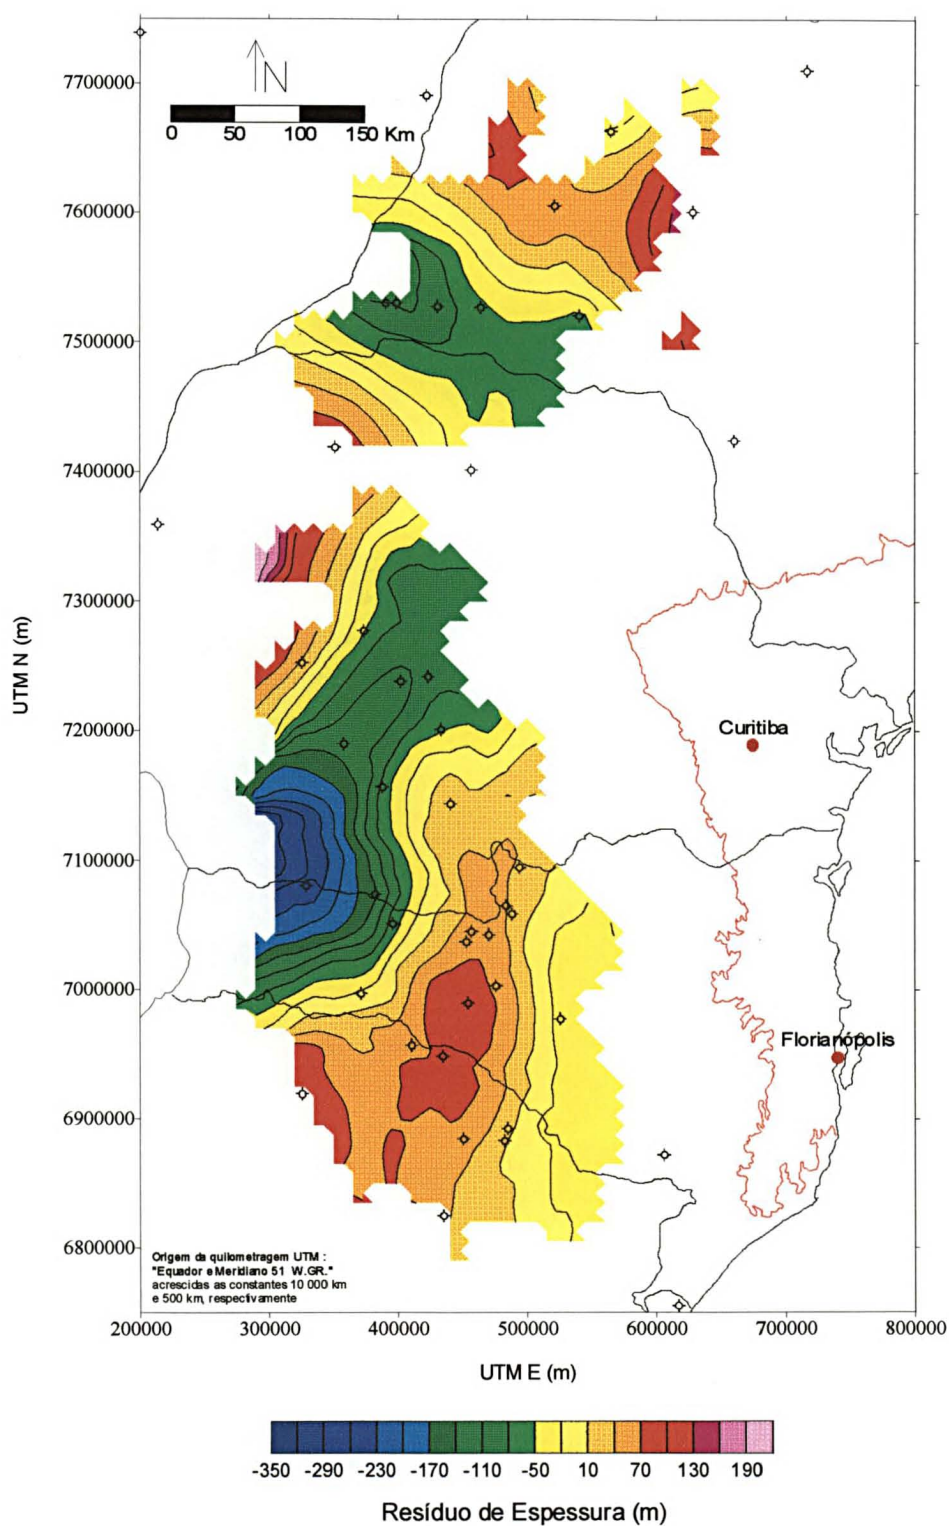 N
0 50 100 150 Km
7700000
7600000
7500000
7400000
7300000
7200000
7100000
7000000
6900000
6800000
UTM N (m)
Curitiba
Florianópolis
Origem da quilometragem UTM :
"Equador e Meridiano 51 W.GR."
acrescidas as constantes 10 000 km
e 500 km, respectivamente
200000 300000 400000 500000 600000 700000 800000
UTM E (m)
-350 -290 -230 -170 -110 -50 10 70 130 190
Resíduo de Espessura (m)